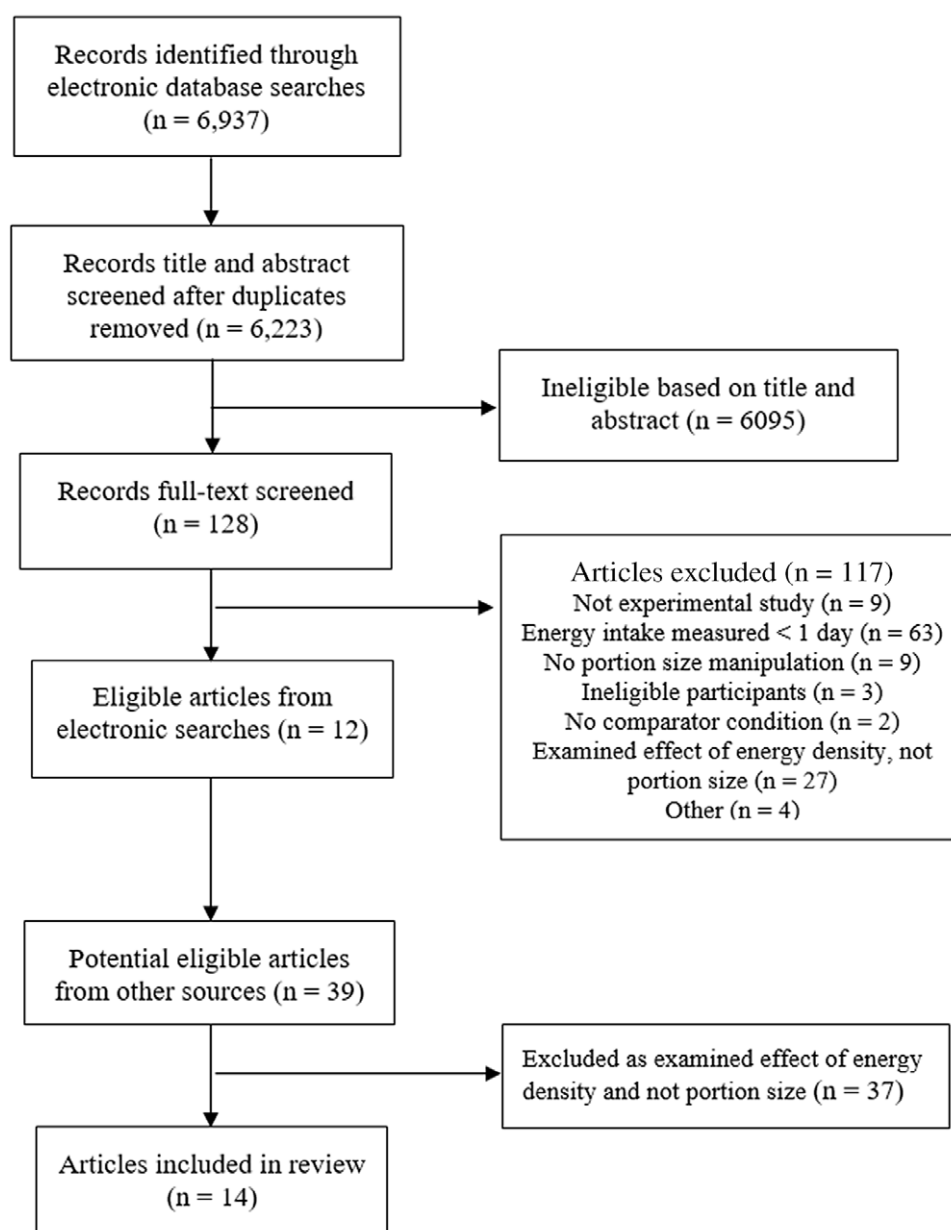 Records identified through
electronic database searches
(n = 6,937)
Records title and abstract
screened after duplicates
removed (n = 6,223)
Ineligible based on title and
abstract (n = 6095)
Records full-text screened
(n = 128)
Articles excluded (n = 117)
Not experimental study (n = 9)
Energy intake measured < 1 day (n = 63)
No portion size manipulation (n = 9)
Ineligible participants (n = 3)
No comparator condition (n = 2)
Examined effect of energy density, not
portion size (n = 27)
Other (n = 4)
Eligible articles from
electronic searches (n = 12)
Potential eligible articles
from other sources (n = 39)
Excluded as examined effect of energy
density and not portion size (n = 37)
Articles included in review
(n = 14)